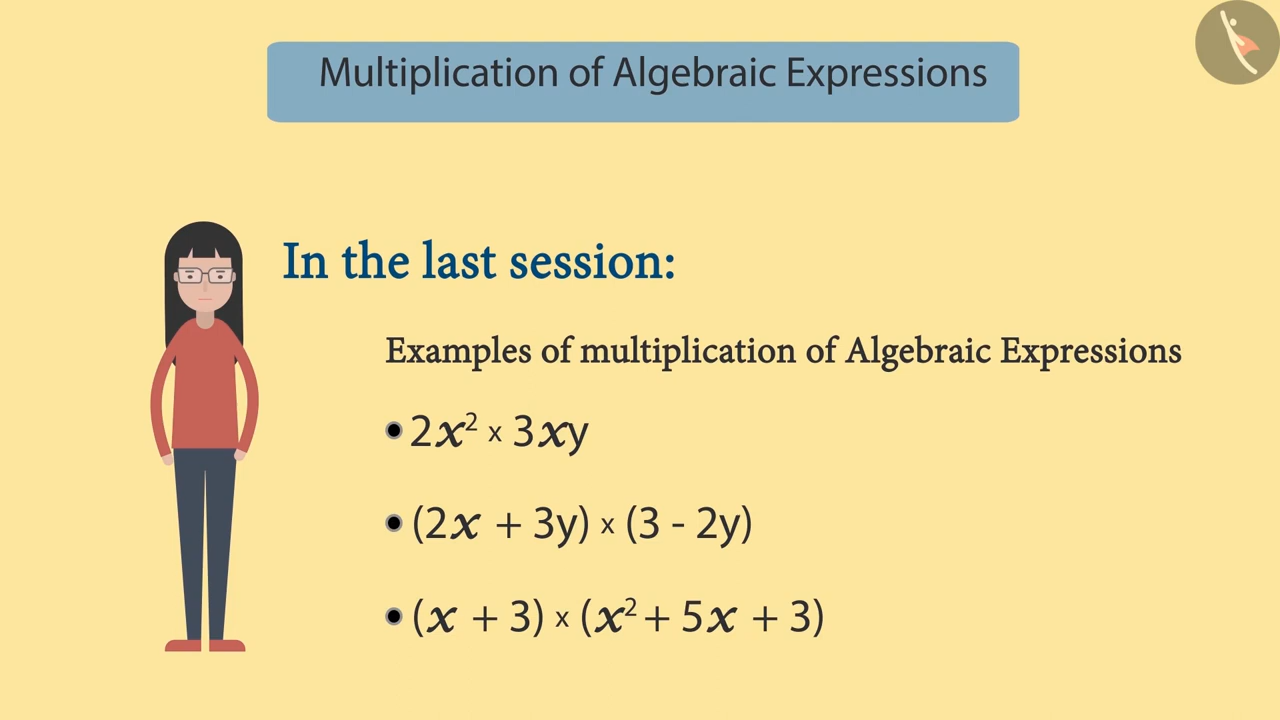 Multiplication of Algebraic Expressions
In the last session:
Examples of multiplication of Algebraic Expressions
• 2x² × 3xy
• (2x + 3y) × (3 - 2y)
• (x + 3) × (x² + 5x + 3)